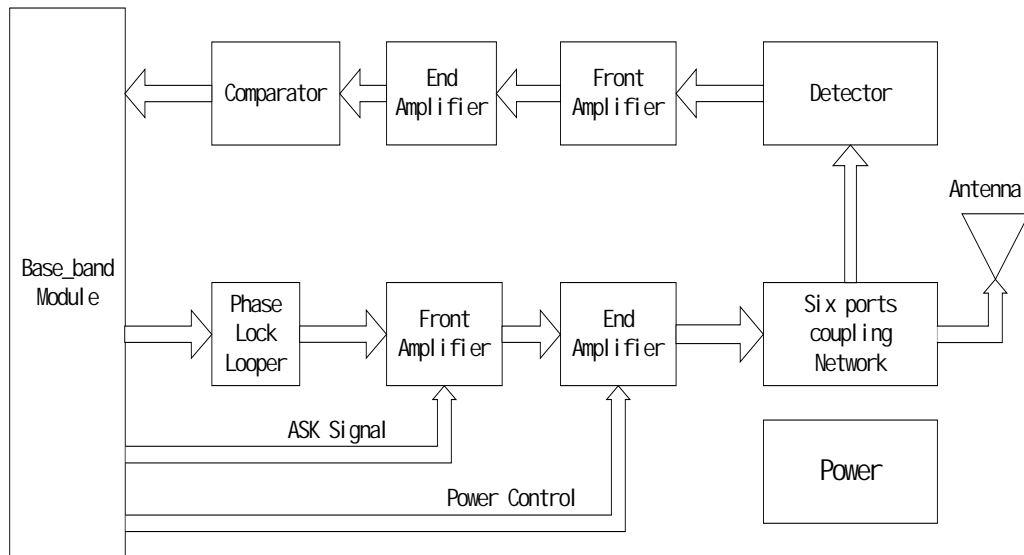 Comparator
End
Amplifier
Front
Amplifier
Detector
Antenna
Base_band
Module
Phase
Lock
Looper
Front
Amplifier
End
Amplifier
Six ports
coupling
Network
ASK Signal
Power Control
Power